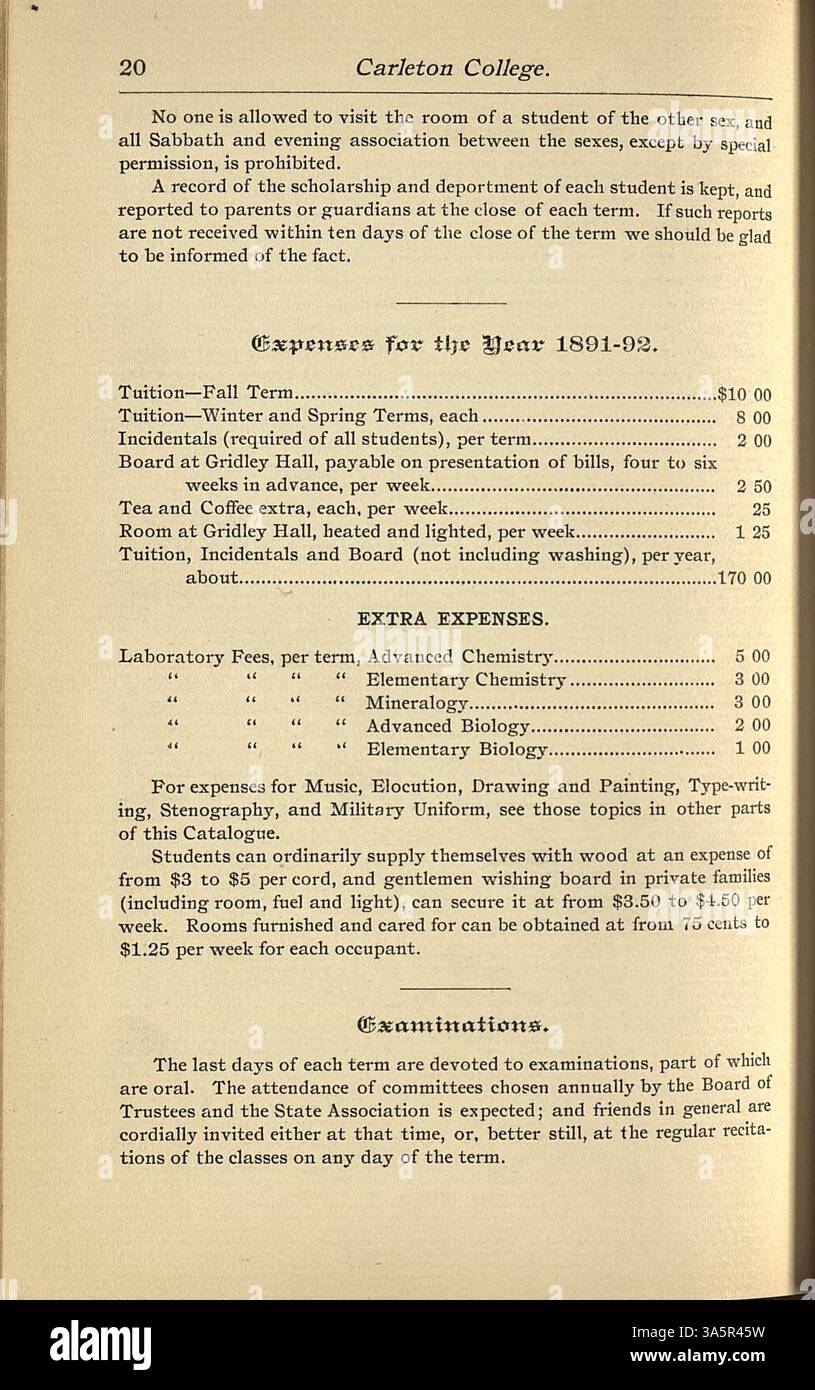 20 Carleton College.
No one is allowed to visit the room of a student of the other sex, and
all Sabbath and evening association between the sexes, except by special
permission, is prohibited.
A record of the scholarship and deportment of each student is kept, and
reported to parents or guardians at the close of each term. If such reports
are not received within ten days of the close of the term we should be glad
to be informed of the fact.
Expenses for the Year 1891-92.
Tuition—Fall Term............$10 00
Tuition—Winter and Spring Terms, each............ 8 00
Incidentals (required of all students), per term............ 2 00
Board at Gridley Hall, payable on presentation of bills, four to six
weeks in advance, per week............ 2 50
Tea and Coffee extra, each, per week............ 25
Room at Gridley Hall, heated and lighted, per week............ 1 25
Tuition, Incidentals and Board (not including washing), per year,
about............170 00
EXTRA EXPENSES.
Laboratory Fees, per term, Advanced Chemistry............ 5 00
“ “ “ “ Elementary Chemistry............ 3 00
“ “ “ “ Mineralogy............ 3 00
“ “ “ “ Advanced Biology............ 2 00
“ “ “ “ Elementary Biology............ 1 00
For expenses for Music, Elocution, Drawing and Painting, Type-writ-
ing, Stenography, and Military Uniform, see those topics in other parts
of this Catalogue.
Students can ordinarily supply themselves with wood at an expense of
from $3 to $5 per cord, and gentlemen wishing board in private families
(including room, fuel and light), can secure it at from $3.50 to $4.50 per
week. Rooms furnished and cared for can be obtained at from 75 cents to
$1.25 per week for each occupant.
Examinations.
The last days of each term are devoted to examinations, part of which
are oral. The attendance of committees chosen annually by the Board of
Trustees and the State Association is expected; and friends in general are
cordially invited either at that time, or, better still, at the regular recita-
tions of the classes on any day of the term.
alamy
Image ID: 3A5R45W
www.alamy.com